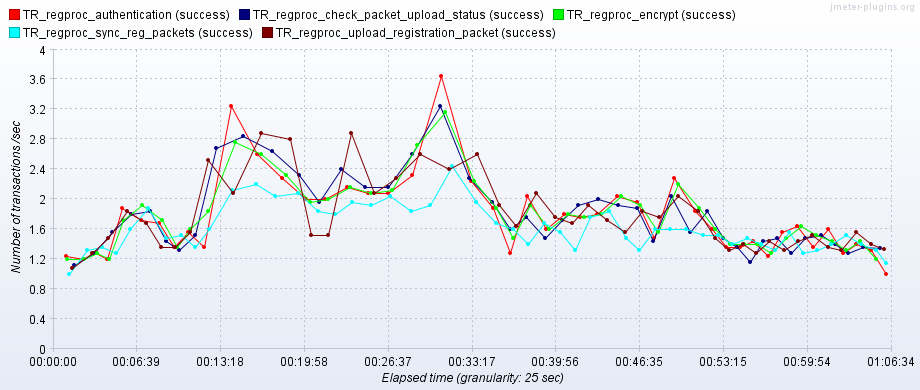 jmeter-plugins.org
TR_regproc_authentication (success) TR_regproc_check_packet_upload_status (success) TR_regproc_encrypt (success)
TR_regproc_sync_reg_packets (success) TR_regproc_upload_registration_packet (success)
4
3.6
3.2
2.8
2.4
2
1.6
1.2
0.8
0.4
0
Number of transactions /sec
00:00:00 00:06:39 00:13:18 00:19:58 00:26:37 00:33:17 00:39:56 00:46:35 00:53:15 00:59:54 01:06:34
Elapsed time (granularity: 25 sec)